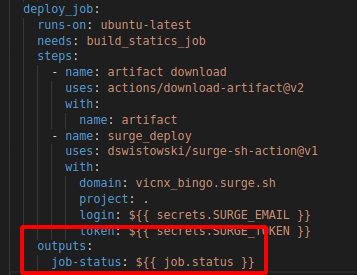 deploy_job:
runs-on: ubuntu-latest
needs: build_statics_job
steps:
- name: artifact download
uses: actions/download-artifact@v2
with:
name: artifact
- name: surge_deploy
uses: dswistowski/surge-sh-action@v1
with:
domain: vicnx_bingo.surge.sh
project: .
login: ${{ secrets.SURGE_EMAIL }}
token: ${{ secrets.SURGE_TOKEN }}
outputs:
job-status: ${{ job.status }}